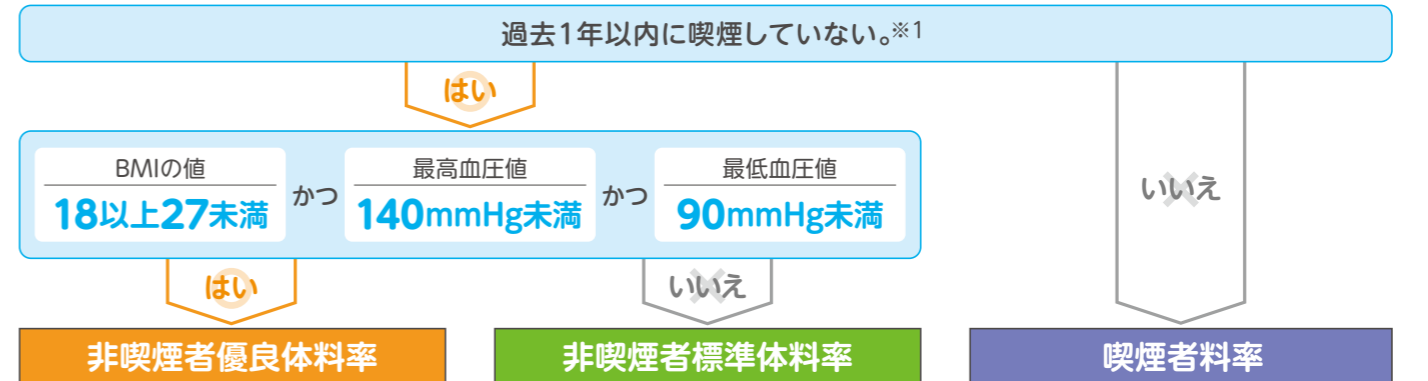 過去1年以内に喫煙していない。※1
はい
いいえ
BMIの値
18以上27未満
かつ
最高血圧値
140mmHg未満
かつ
最低血圧値
90mmHg未満
はい
いいえ
非喫煙者優良体料率
非喫煙者標準体料率
喫煙者料率